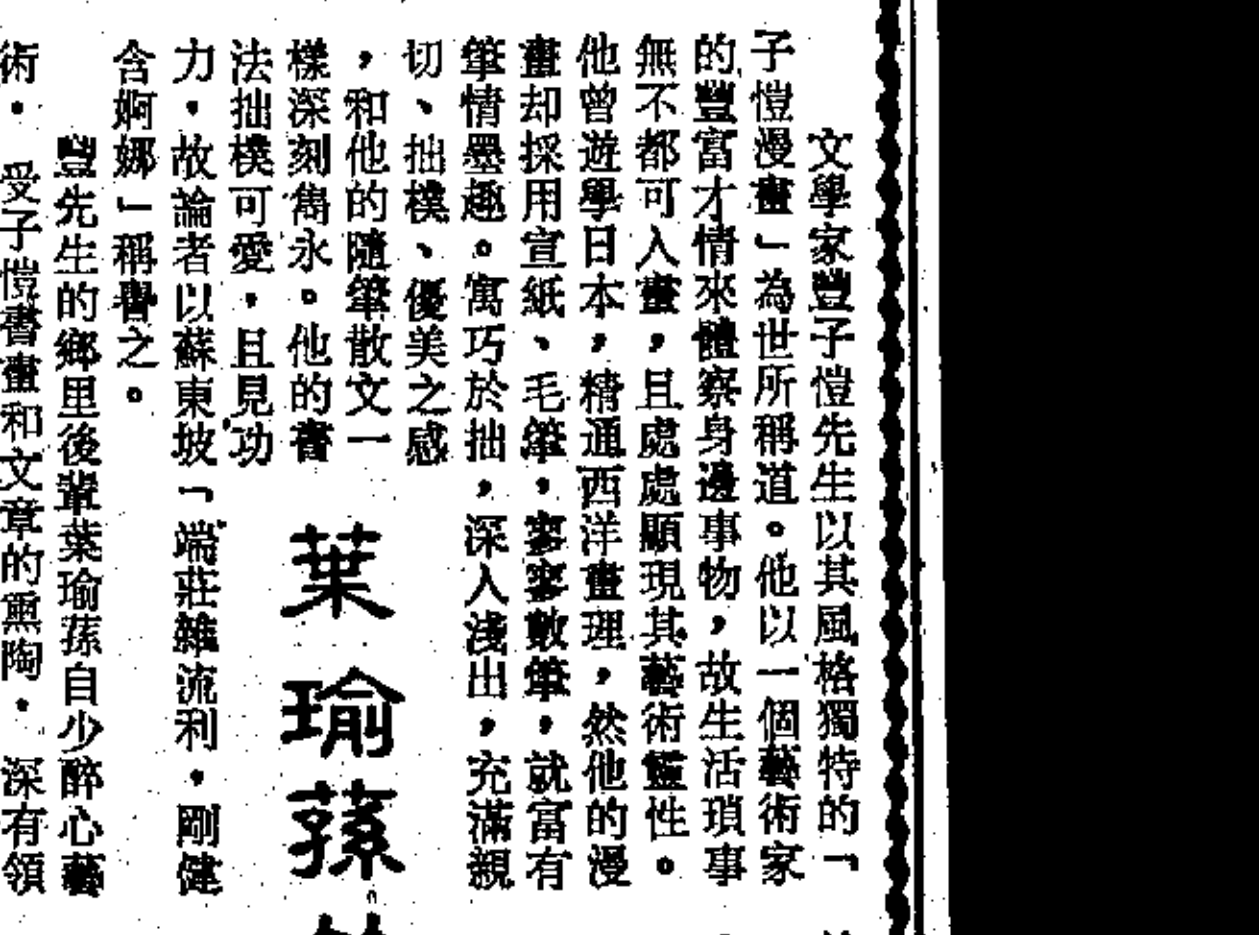 文學家豐子愷先生以其風格獨特的「
子愷漫畫」為世所稱道。他以一個藝術家
的豐富才情來體察身邊事物,故生活瑣事
無不都可入畫,且處處顯現其藝術靈性。
他曾遊學日本,精通西洋畫理,然他的漫
畫却採用宣紙、毛筆,寥寥數筆,就富有
筆情墨趣。寓巧於拙,深入淺出,充滿親
切、拙樸、優美之感
,和他的隨筆散文一
樣深刻雋永。他的書
法拙樸可愛,且見功
力,故論者以蘇東坡「端莊雜流利,剛健
含婀娜」稱譽之。
葉瑜蓀
豐先生的鄉里後輩葉瑜蓀自少醉心藝
術,受子愷書畫和文章的熏陶,深有領